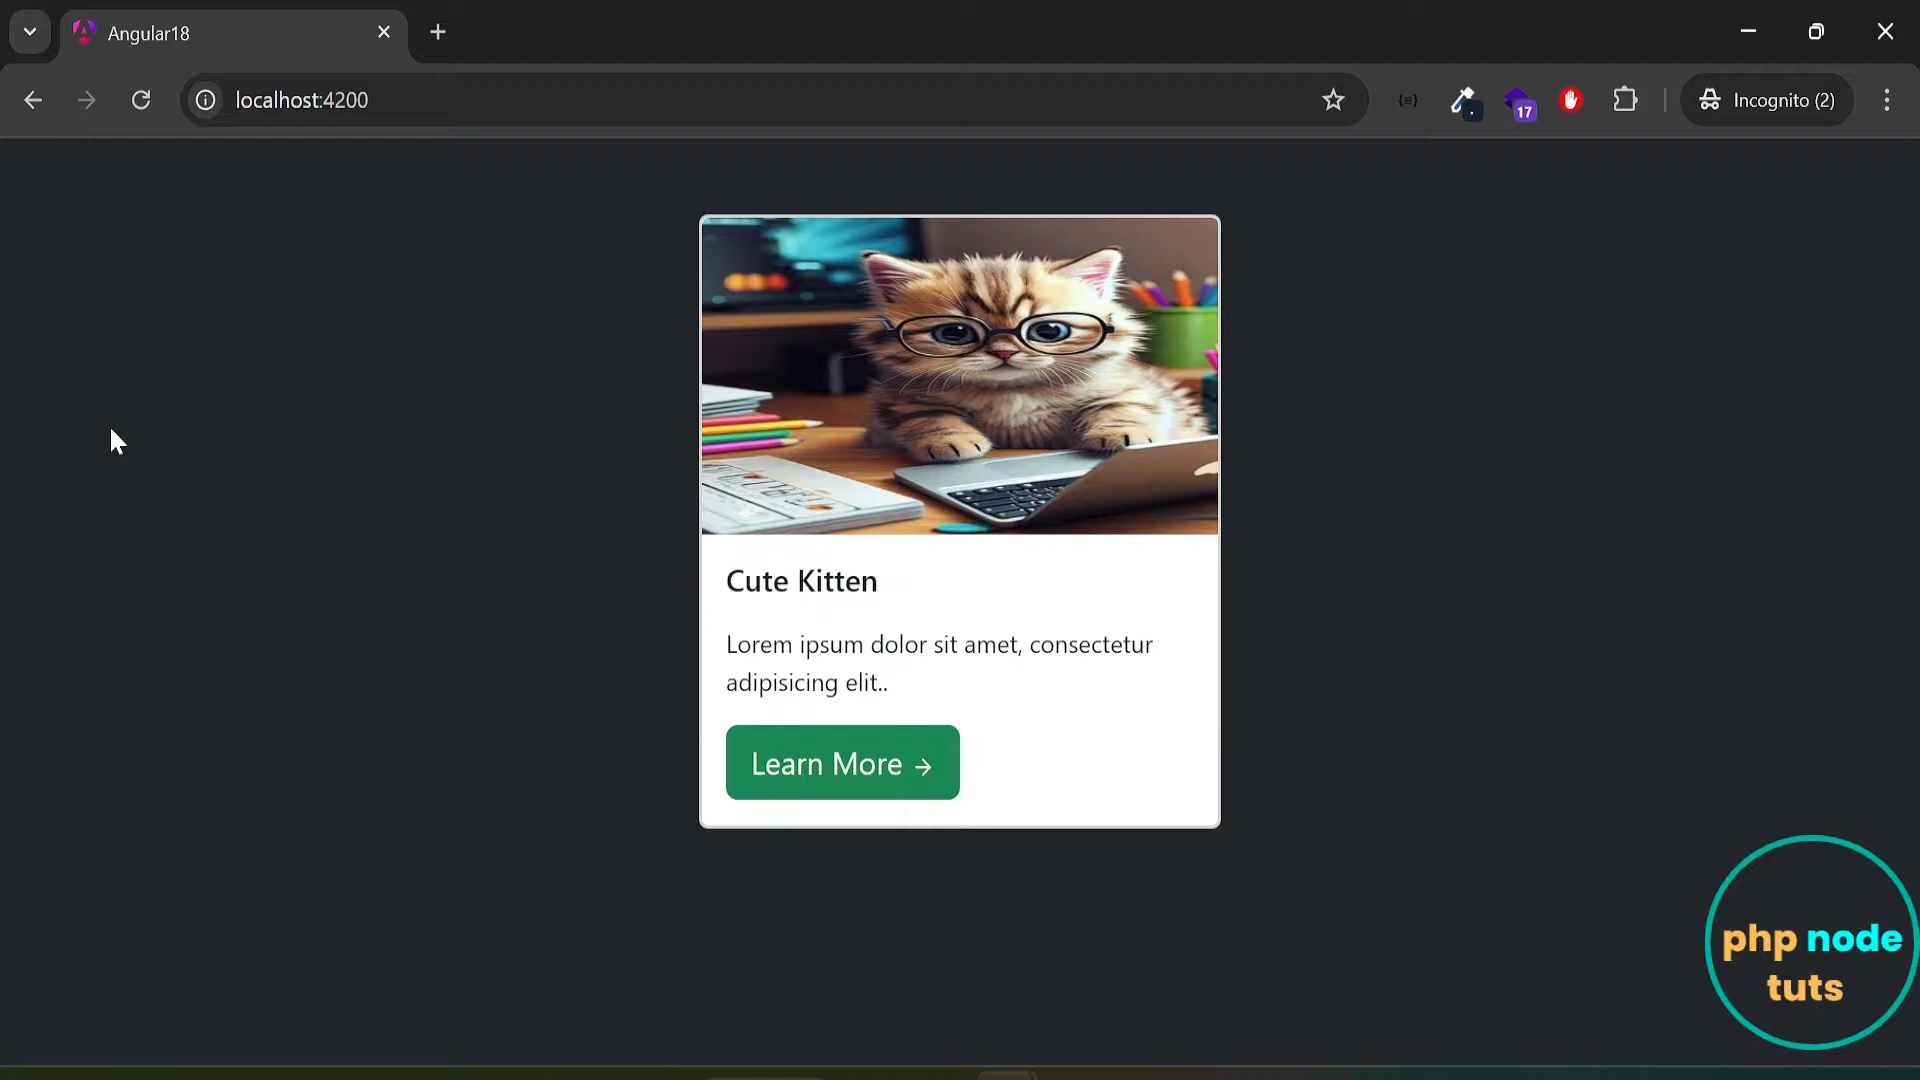 Angular18
localhost:4200
17
Incognito (2)
Cute Kitten
Lorem ipsum dolor sit amet, consectetur
adipisicing elit..
Learn More →
php node
tuts